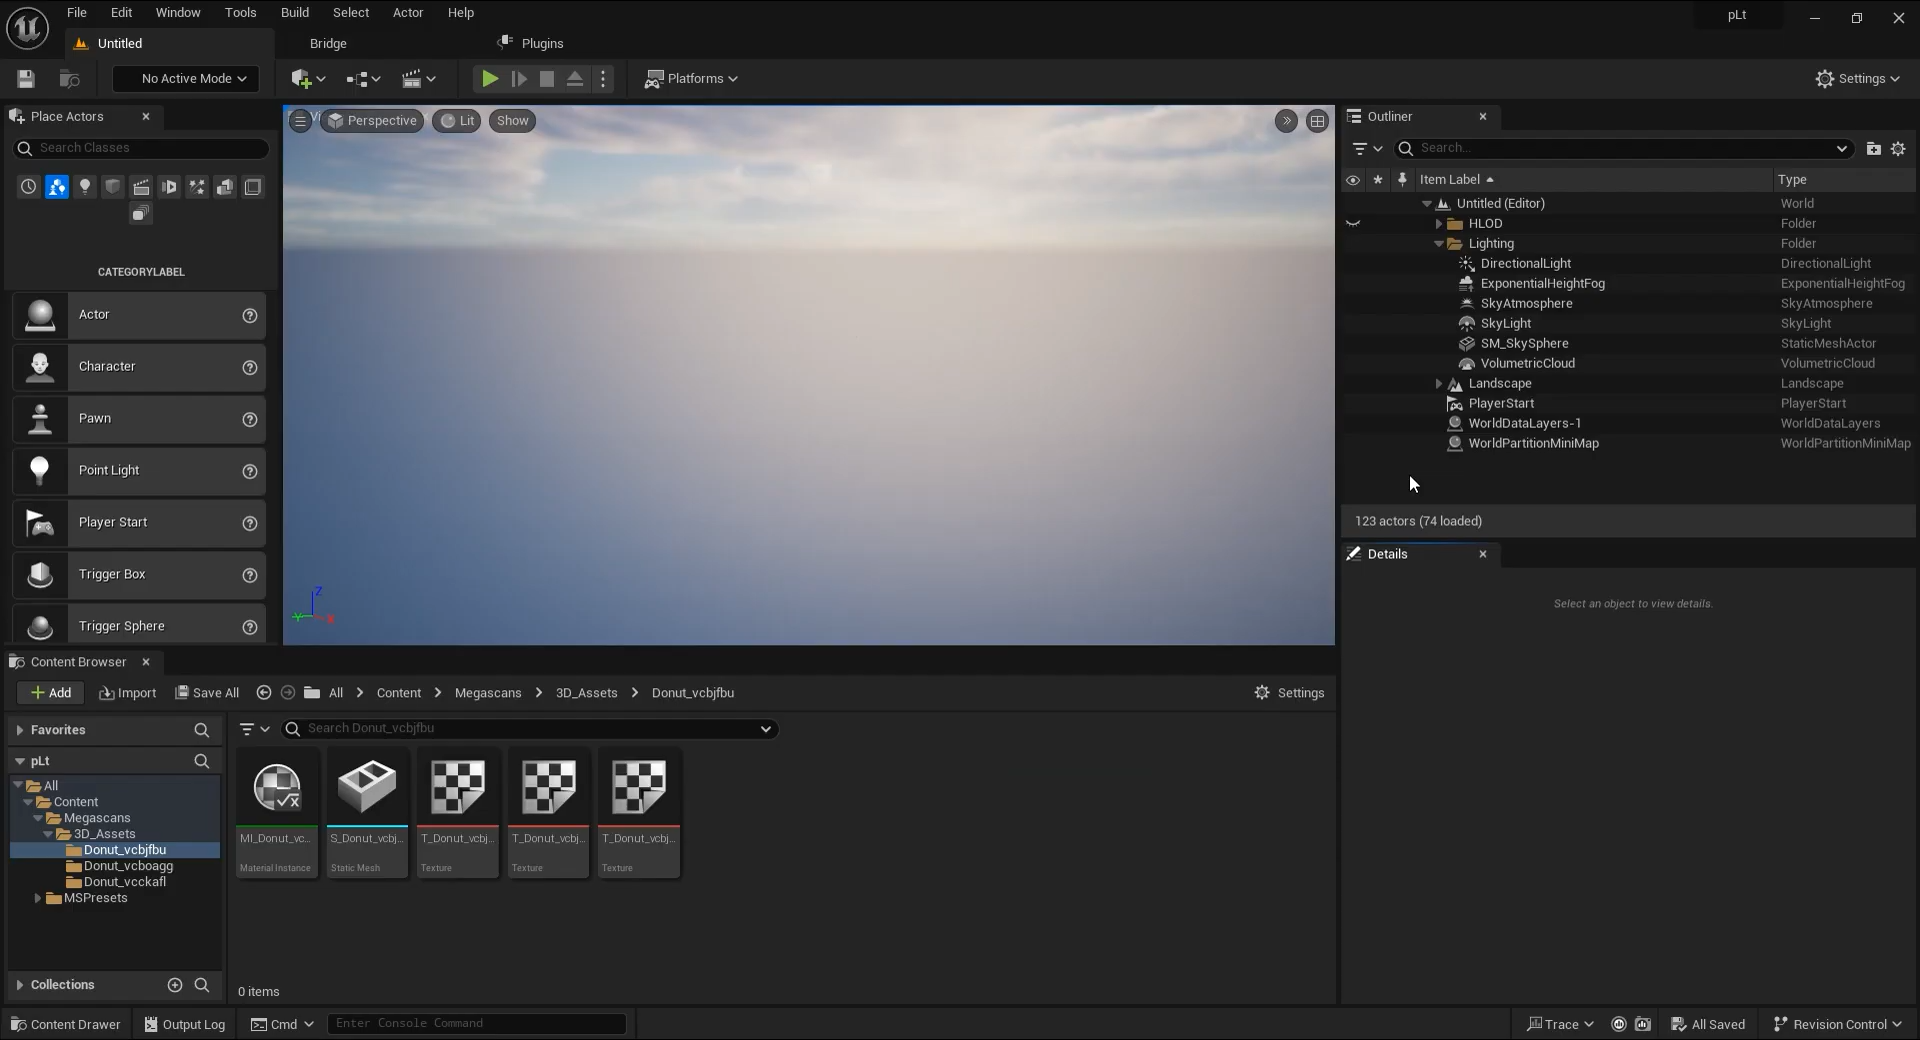 File Edit Window Tools Build Select Actor Help
pLt
Untitled
Bridge
Plugins
No Active Mode
Platforms
Settings
Place Actors
Search Classes
CATEGORYLABEL
Actor
Character
Pawn
Point Light
Player Start
Trigger Box
Trigger Sphere
Perspective Lit Show
Z
Y
X
Outliner
Search...
Item Label Type
Untitled (Editor) World
HLOD Folder
Lighting Folder
DirectionalLight DirectionalLight
ExponentialHeightFog ExponentialHeightFog
SkyAtmosphere SkyAtmosphere
SkyLight SkyLight
SM_SkySphere StaticMeshActor
VolumetricCloud VolumetricCloud
Landscape Landscape
PlayerStart PlayerStart
WorldDataLayers-1 WorldDataLayers
WorldPartitionMiniMap WorldPartitionMiniMap
123 actors (74 loaded)
Details
Select an object to view details.
Content Browser
Add Import Save All All Content Megascans 3D_Assets Donut_vcbjfbu Settings
Favorites
Search Donut_vcbjfbu
pLt
All
Content
Megascans
3D_Assets
Donut_vcbjfbu
Donut_vcboagg
Donut_vcckafl
MSPresets
Collections
MI_Donut_vc...
Material Instance
S_Donut_vcbj...
Static Mesh
T_Donut_vcbj...
Texture
T_Donut_vcbj...
Texture
T_Donut_vcbj...
Texture
0 items
Content Drawer Output Log Cmd Enter Console Command Trace All Saved Revision Control